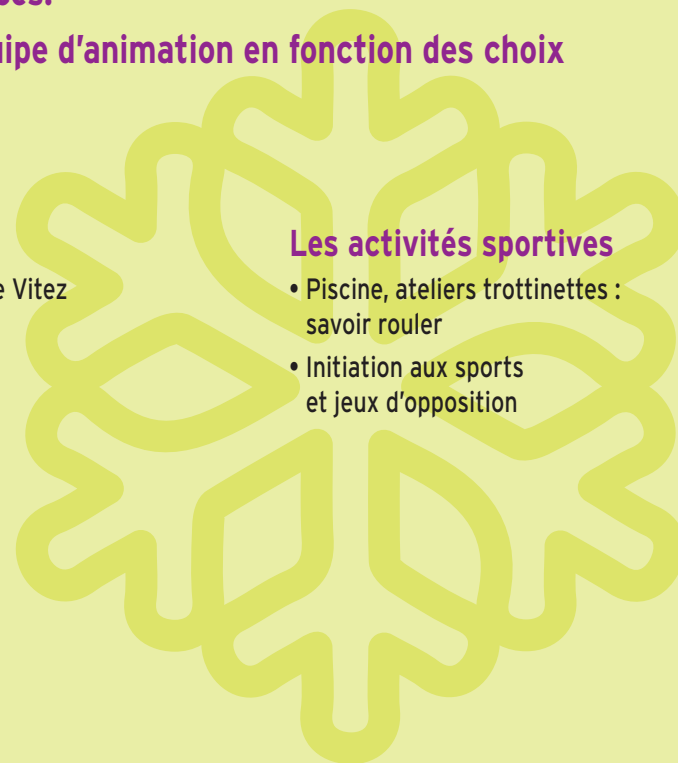 d'animation en fonction des choix
Les activités sportives
Vitez
• Piscine, ateliers trottinettes :
savoir rouler
• Initiation aux sports
et jeux d'opposition